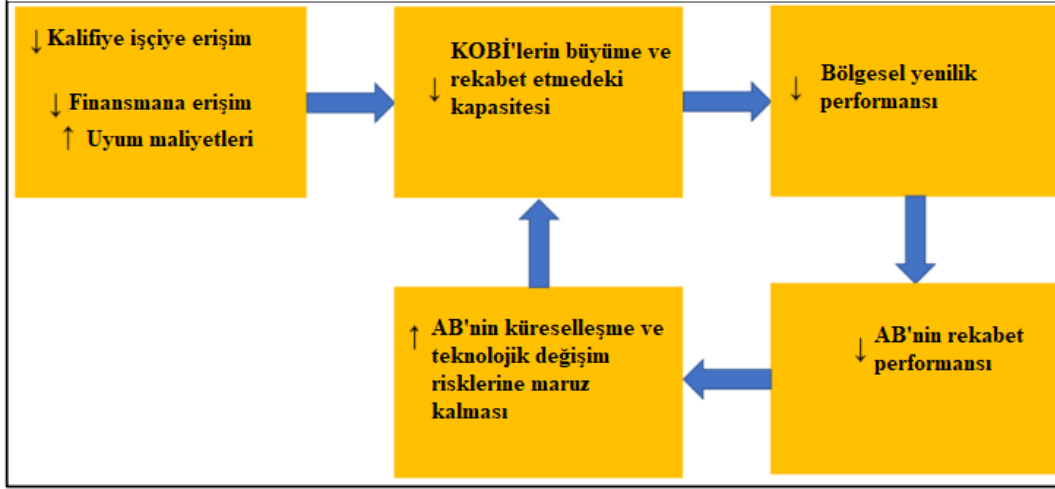 ↓ Kalifiye işçiye erişim
↓ Finansmana erişim
↑ Uyum maliyetleri
KOBİ'lerin büyüme ve
↓ rekabet etmedeki
kapasitesi
↓ Bölgesel yenilik
performansı
↑ AB'nin küreselleşme ve
teknolojik değişim
risklerine maruz
kalması
↓ AB'nin rekabet
performansı